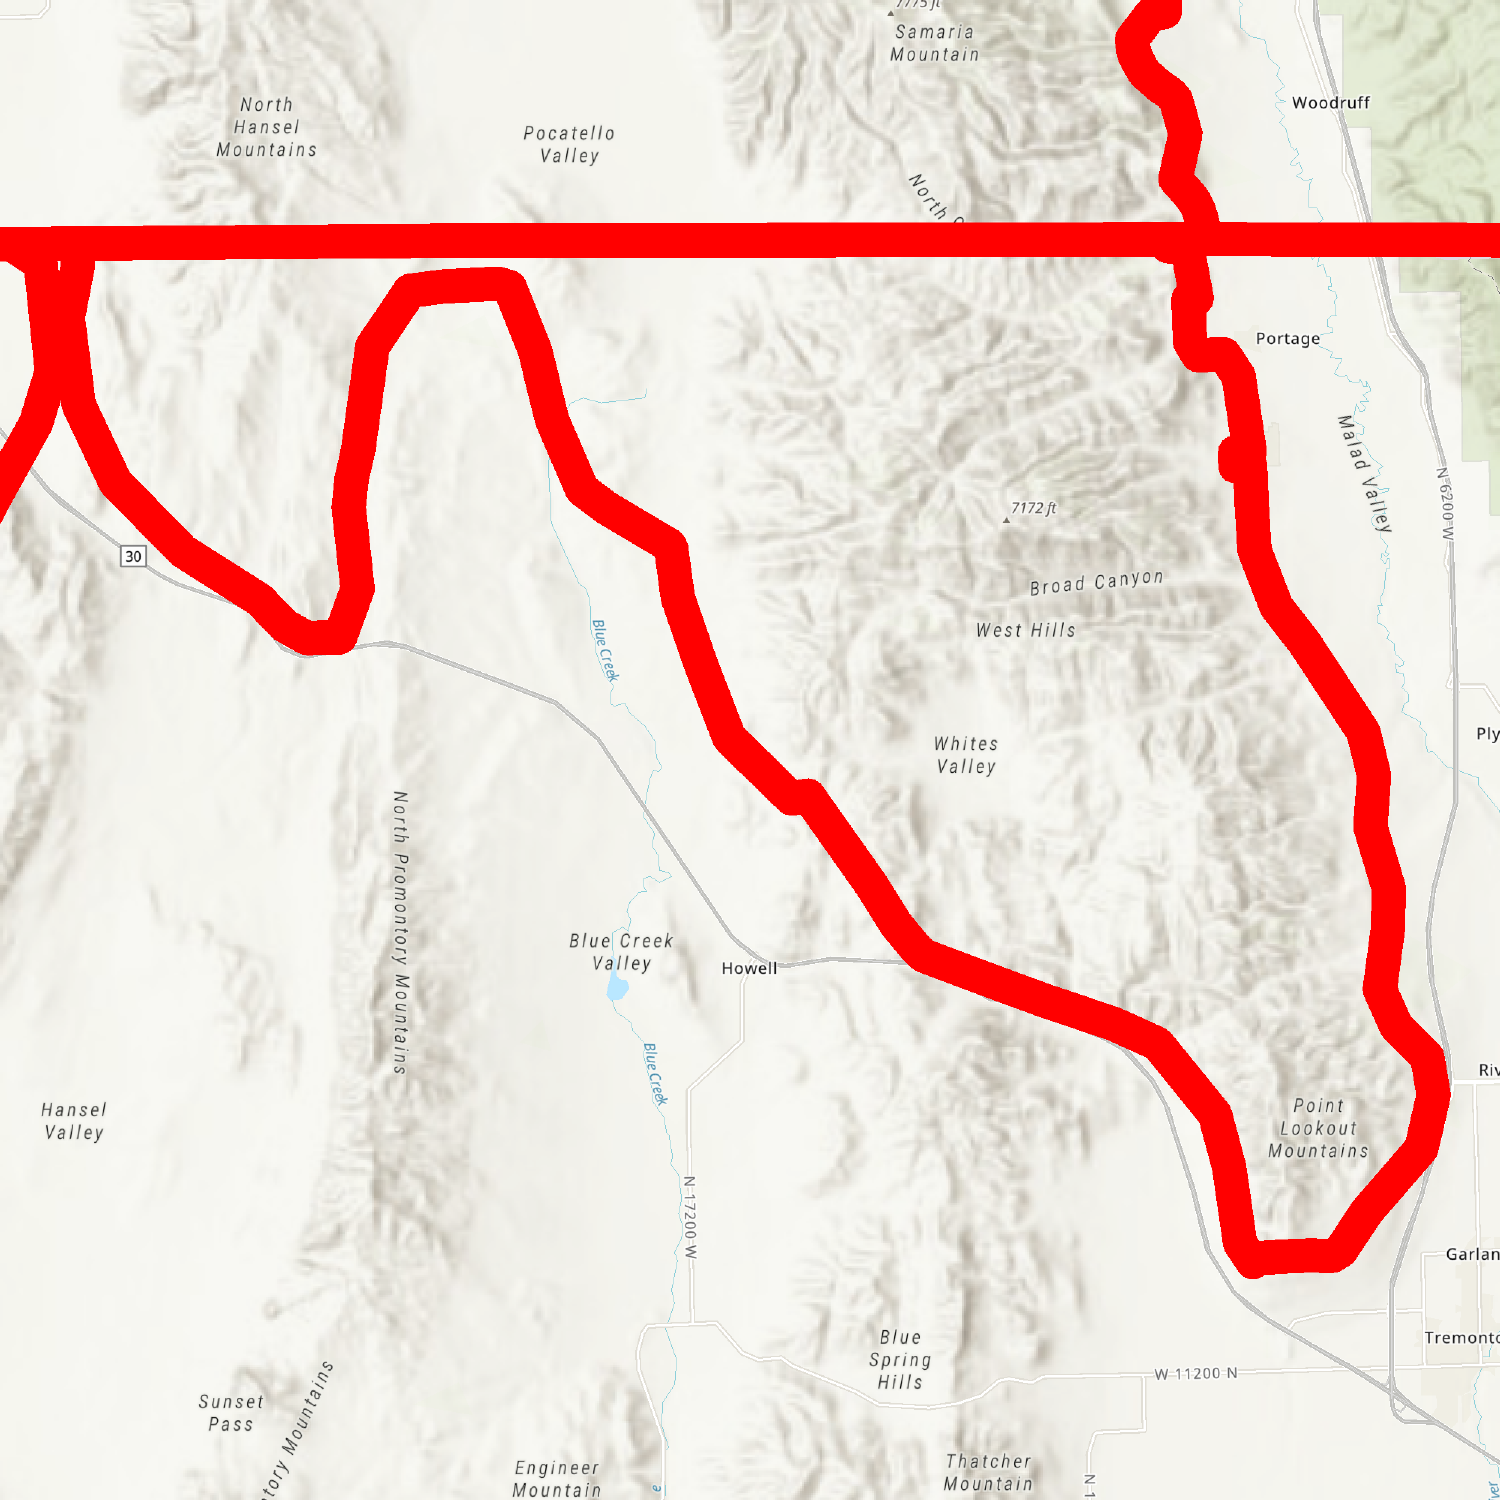 7775 ft
Samaria
Mountain
Woodruff
North
Hansel
Mountains
Pocatello
Valley
North
Portage
Malad Valley
N 6200 W
7172 ft
30
Broad Canyon
West Hills
Blue Creek
Whites
Valley
Ply
North Promontory Mountains
Blue Creek
Valley
Howell
Blue Creek
Riv
Hansel
Valley
Point
Lookout
Mountains
N 17200 W
Garlan
Blue
Spring
Hills
Tremonto
W 11200 N
Sunset
Pass
ntory Mountains
Engineer
Mountain
Thatcher
Mountain
N 1
e